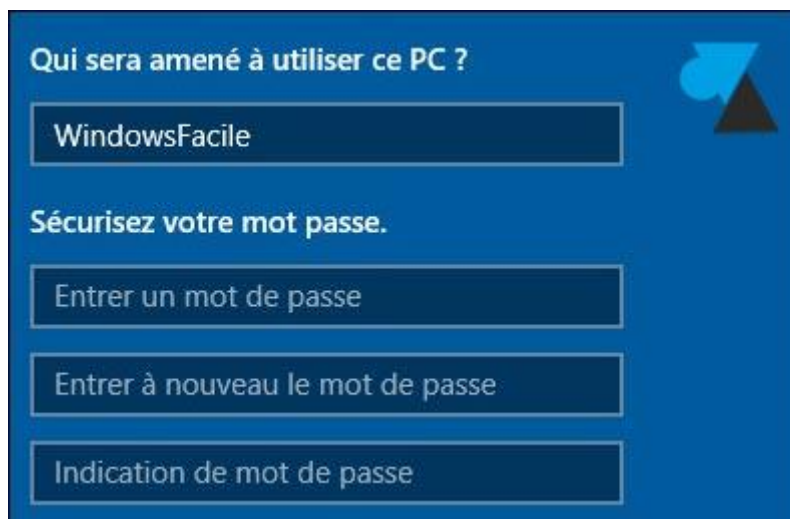 Qui sera amené à utiliser ce PC ?
WindowsFacile
Sécurisez votre mot passe.
Entrer un mot de passe
Entrer à nouveau le mot de passe
Indication de mot de passe